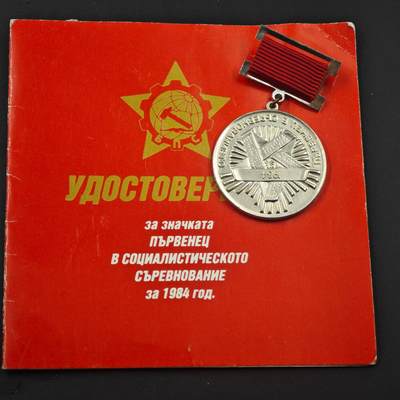 УДОСТОВЕР
за значката
ПЪРВЕНЕЦ
В СОЦИАЛИСТИЧЕСКОТО
СЪРЕВНОВАНИЕ
за 1984 год.